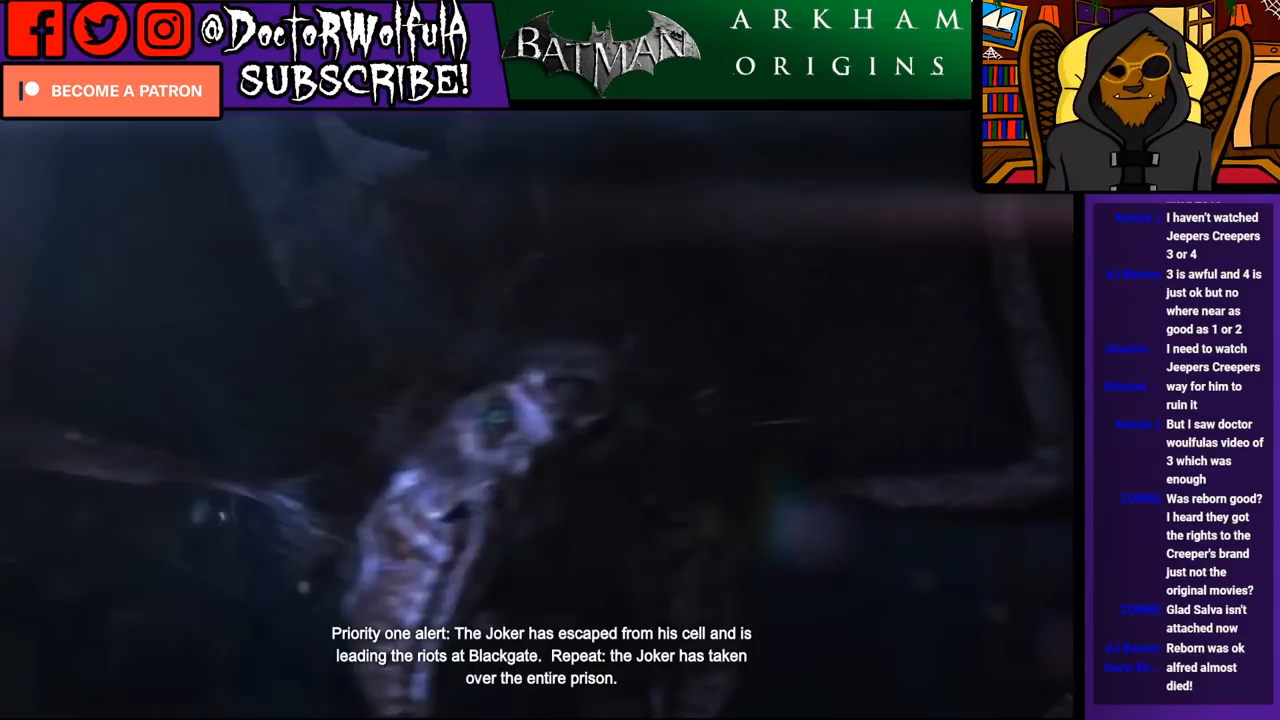 @DoctoRWolfulA
SUBSCRIBE!
BECOME A PATRON
BATMAN
ARKHAM
ORIGINS
I haven't watched
Jeepers Creepers
3 or 4
3 is awful and 4 is
just ok but no
where near as
good as 1 or 2
I need to watch
Jeepers Creepers
way for him to
ruin it
But I saw doctor
woulfulas video of
3 which was
enough
ZOMBIE Was reborn good?
I heard they got
the rights to the
Creeper's brand
just not the
original movies?
ZOMBIE Glad Salva isn't
attached now
Reborn was ok
alfred almost
died!
Priority one alert: The Joker has escaped from his cell and is
leading the riots at Blackgate. Repeat: the Joker has taken
over the entire prison.